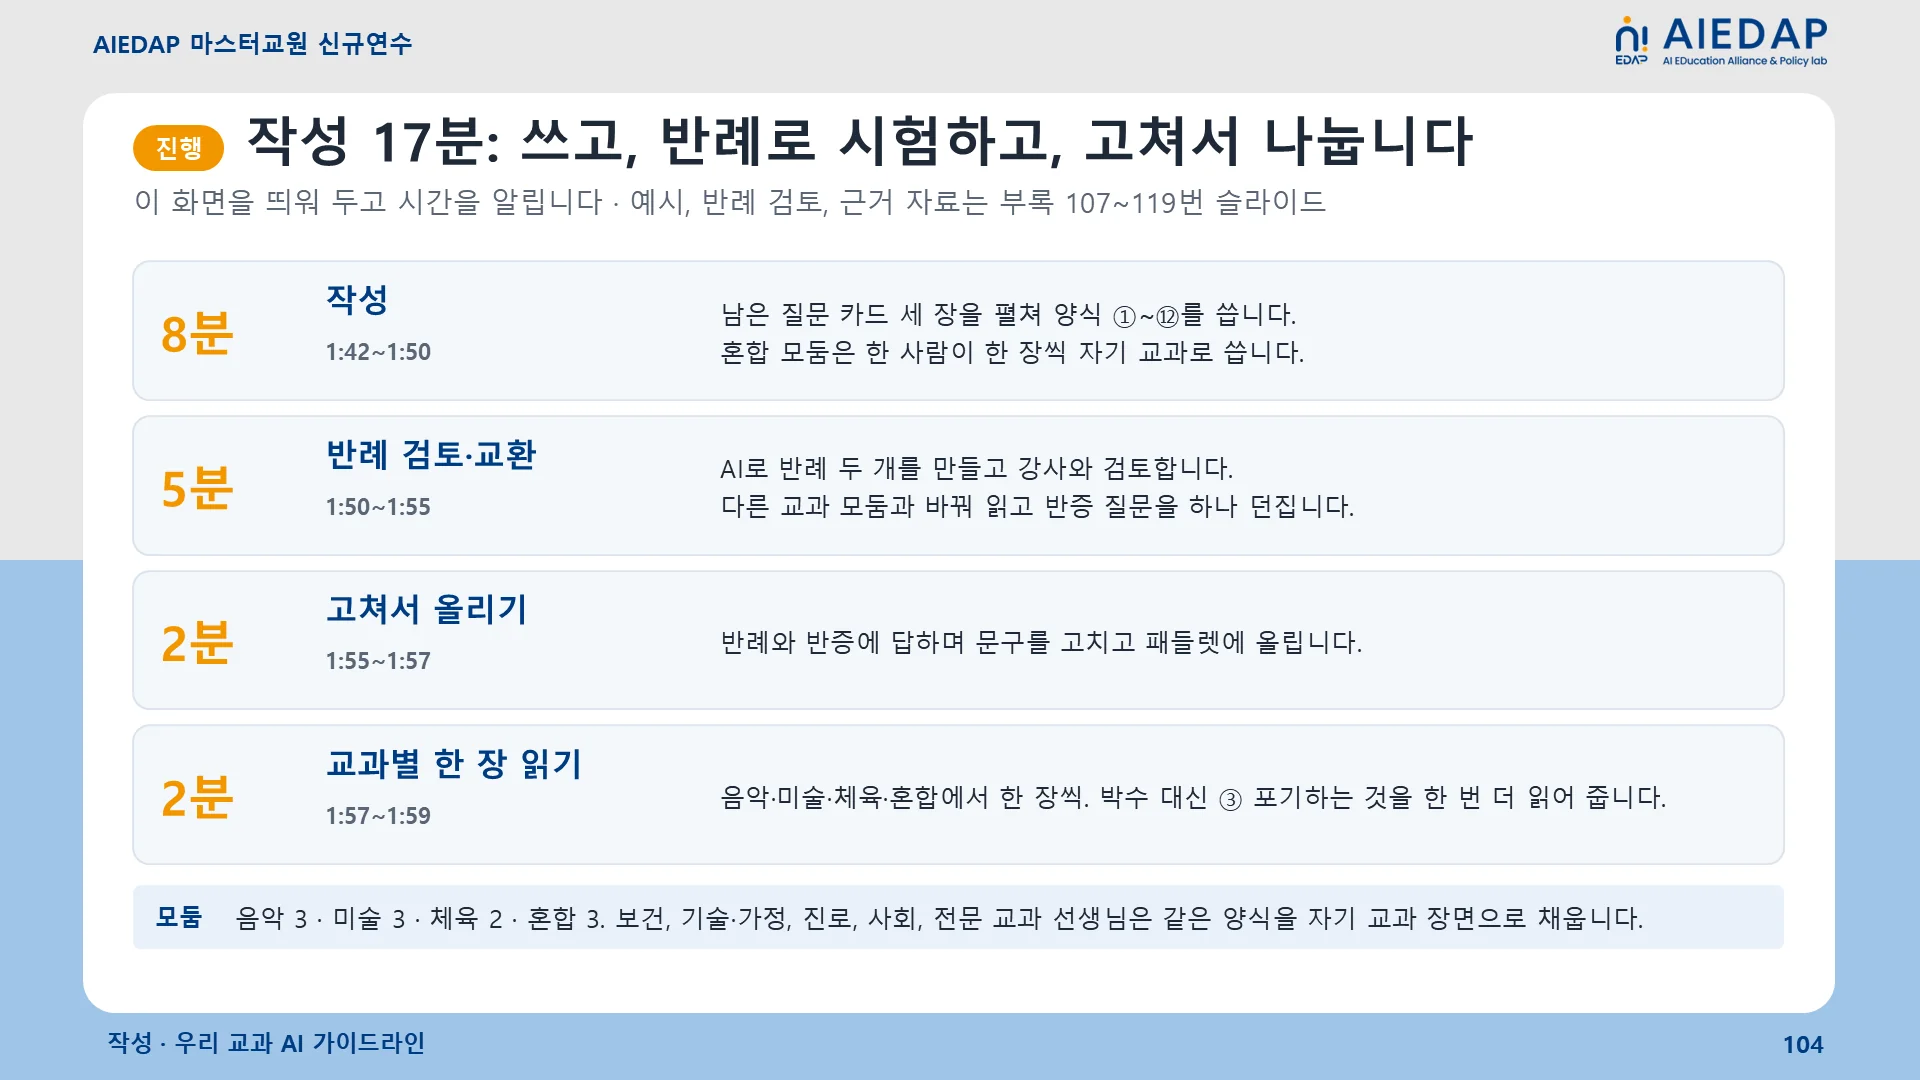 AIEDAP 마스터교원 신규연수
AIEDAP
EDAP
AI EDucation Alliance & Policy lab
진행
작성 17분: 쓰고, 반례로 시험하고, 고쳐서 나눕니다
이 화면을 띄워 두고 시간을 알립니다 · 예시, 반례 검토, 근거 자료는 부록 107~119번 슬라이드
8분
작성
1:42~1:50
남은 질문 카드 세 장을 펼쳐 양식 ①~⑫를 씁니다.
혼합 모둠은 한 사람이 한 장씩 자기 교과로 씁니다.
5분
반례 검토·교환
1:50~1:55
AI로 반례 두 개를 만들고 강사와 검토합니다.
다른 교과 모둠과 바꿔 읽고 반증 질문을 하나 던집니다.
2분
고쳐서 올리기
1:55~1:57
반례와 반증에 답하며 문구를 고치고 패들렛에 올립니다.
2분
교과별 한 장 읽기
1:57~1:59
음악·미술·체육·혼합에서 한 장씩. 박수 대신 ③ 포기하는 것을 한 번 더 읽어 줍니다.
모둠
음악 3 · 미술 3 · 체육 2 · 혼합 3. 보건, 기술·가정, 진로, 사회, 전문 교과 선생님은 같은 양식을 자기 교과 장면으로 채웁니다.
작성 · 우리 교과 AI 가이드라인
104